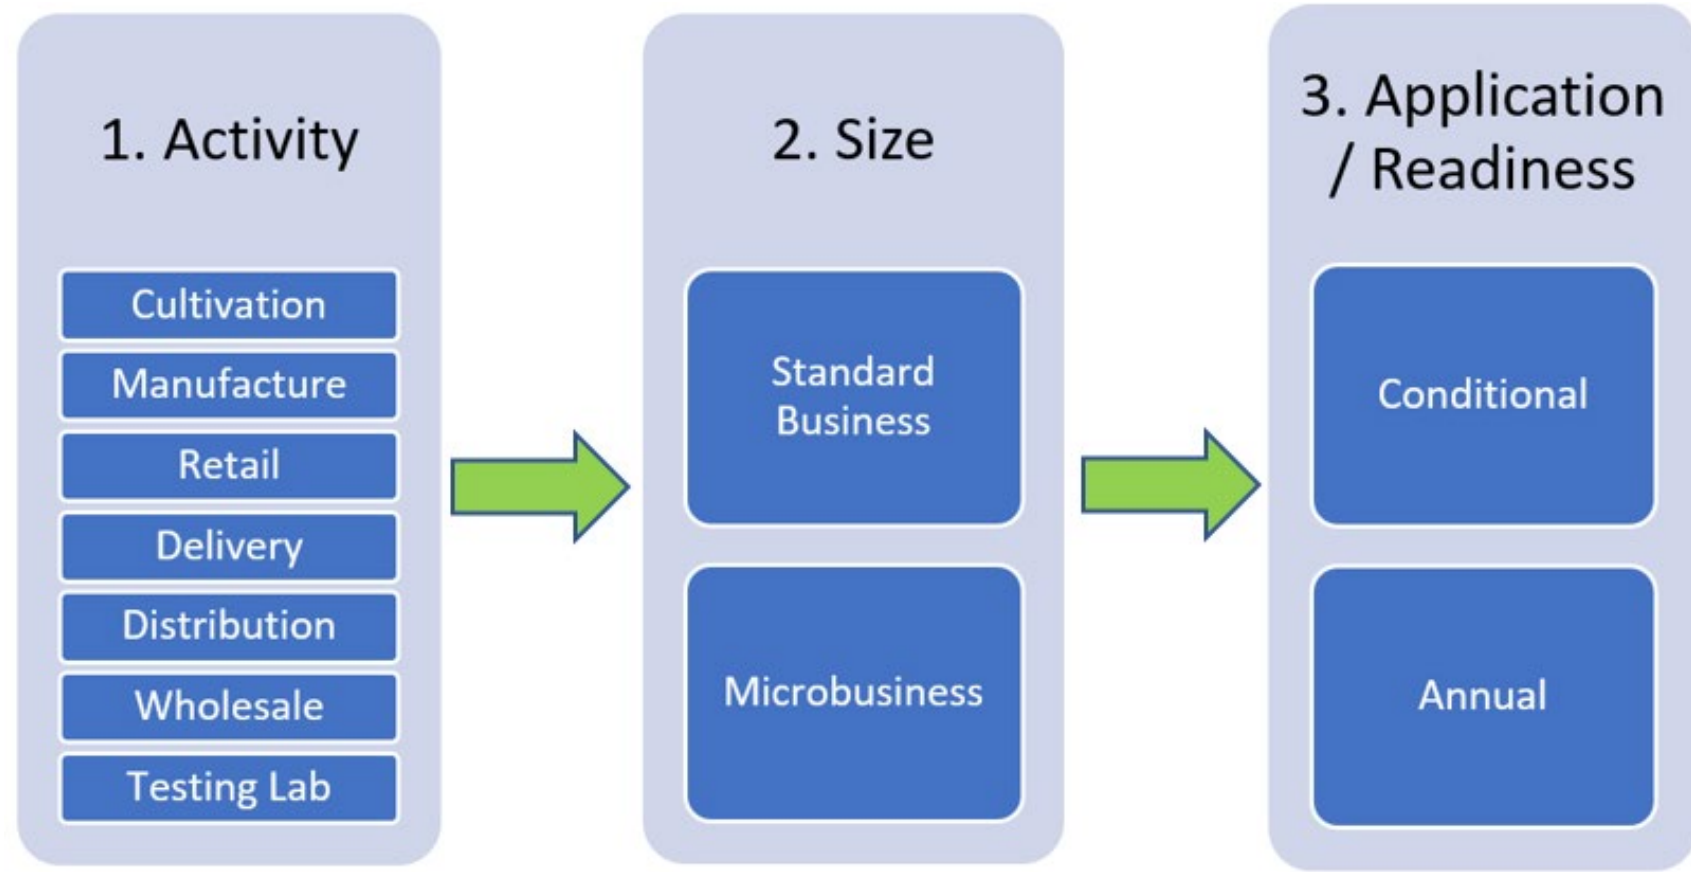 1. Activity
Cultivation
Manufacture
Retail
Delivery
Distribution
Wholesale
Testing Lab
2. Size
Standard
Business
Microbusiness
3. Application
/ Readiness
Conditional
Annual